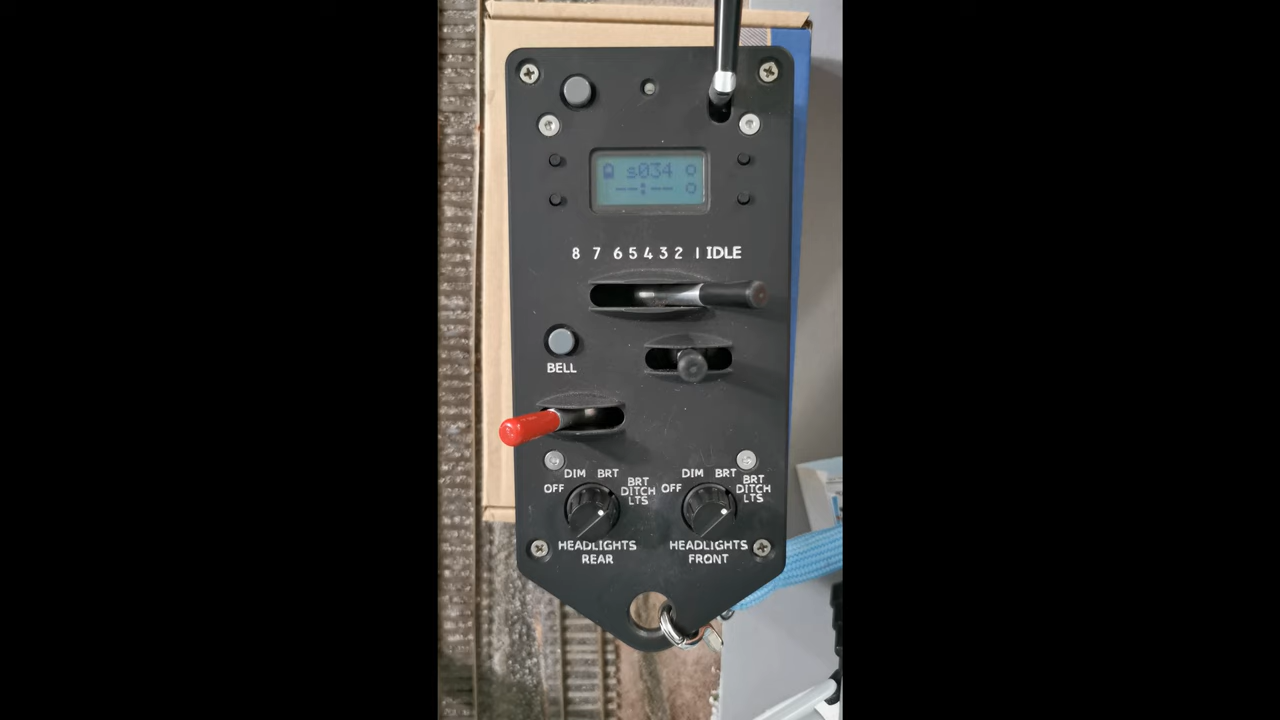 s034
8 7 6 5 4 3 2 1 IDLE
BELL
OFF DIM BRT BRT DITCH LTS
HEADLIGHTS
REAR
OFF DIM BRT BRT DITCH LTS
HEADLIGHTS
FRONT